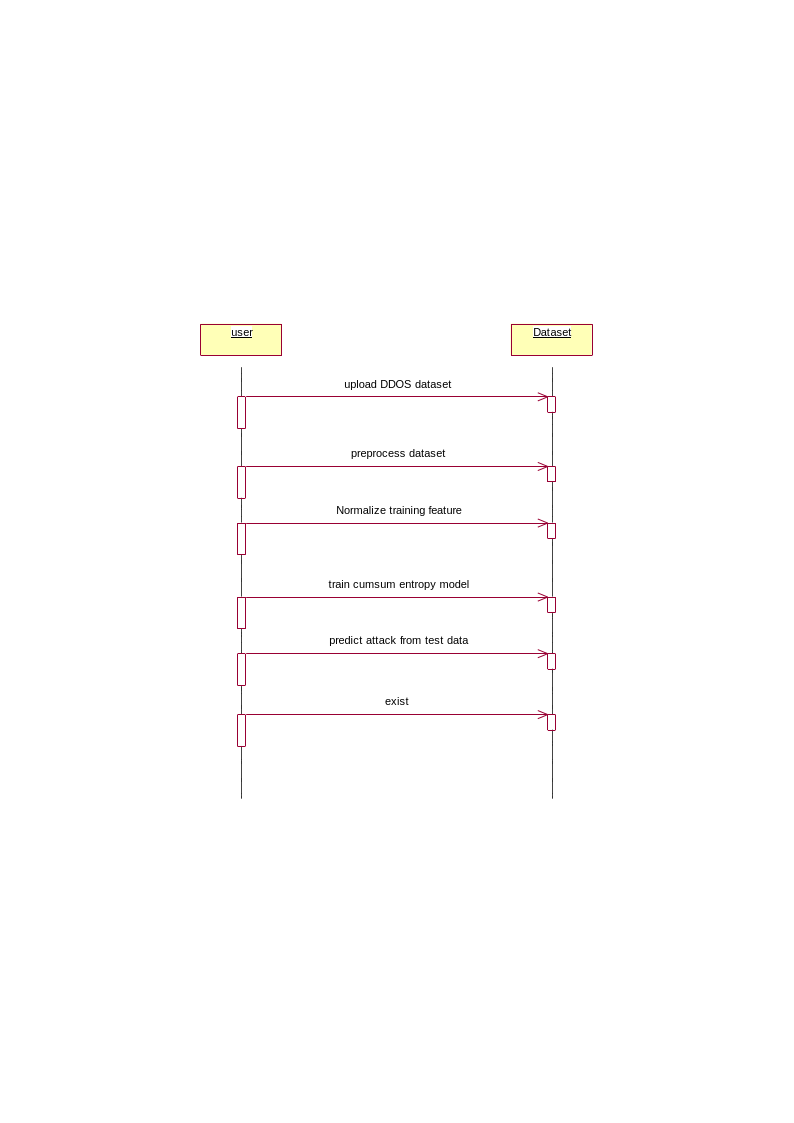 user
Dataset
upload DDOS dataset
preprocess dataset
Normalize training feature
train cumsum entropy model
predict attack from test data
exist